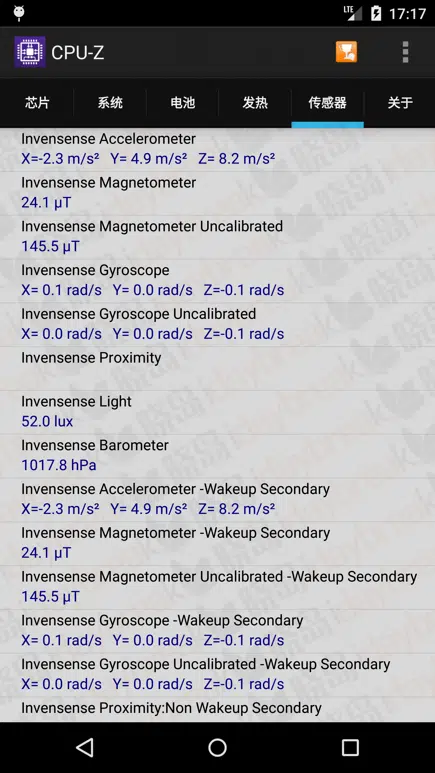 LTE
17:17
CPU-Z
芯片 系统 电池 发热 传感器 关于
Invensense Accelerometer
X=-2.3 m/s² Y= 4.9 m/s² Z= 8.2 m/s²
Invensense Magnetometer
24.1 μT
Invensense Magnetometer Uncalibrated
145.5 μT
Invensense Gyroscope
X= 0.1 rad/s Y= 0.0 rad/s Z=-0.1 rad/s
Invensense Gyroscope Uncalibrated
X= 0.0 rad/s Y= 0.0 rad/s Z=-0.1 rad/s
Invensense Proximity
Invensense Light
52.0 lux
Invensense Barometer
1017.8 hPa
Invensense Accelerometer -Wakeup Secondary
X=-2.3 m/s² Y= 4.9 m/s² Z= 8.2 m/s²
Invensense Magnetometer -Wakeup Secondary
24.1 μT
Invensense Magnetometer Uncalibrated -Wakeup Secondary
145.5 μT
Invensense Gyroscope -Wakeup Secondary
X= 0.1 rad/s Y= 0.0 rad/s Z=-0.1 rad/s
Invensense Gyroscope Uncalibrated -Wakeup Secondary
X= 0.0 rad/s Y= 0.0 rad/s Z=-0.1 rad/s
Invensense Proximity:Non Wakeup Secondary